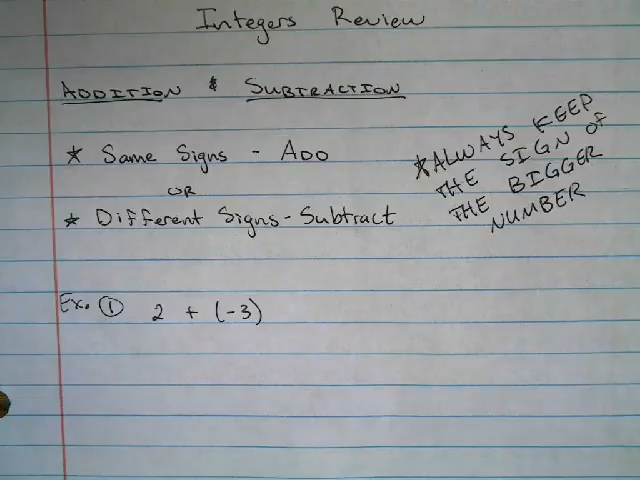 Integers Review
ADDITION & SUBTRACTION
* Same Signs - ADD
OR
* Different Signs - Subtract
*ALWAYS KEEP
THE SIGN OF
THE BIGGER
NUMBER
Ex. ① 2 + (-3)